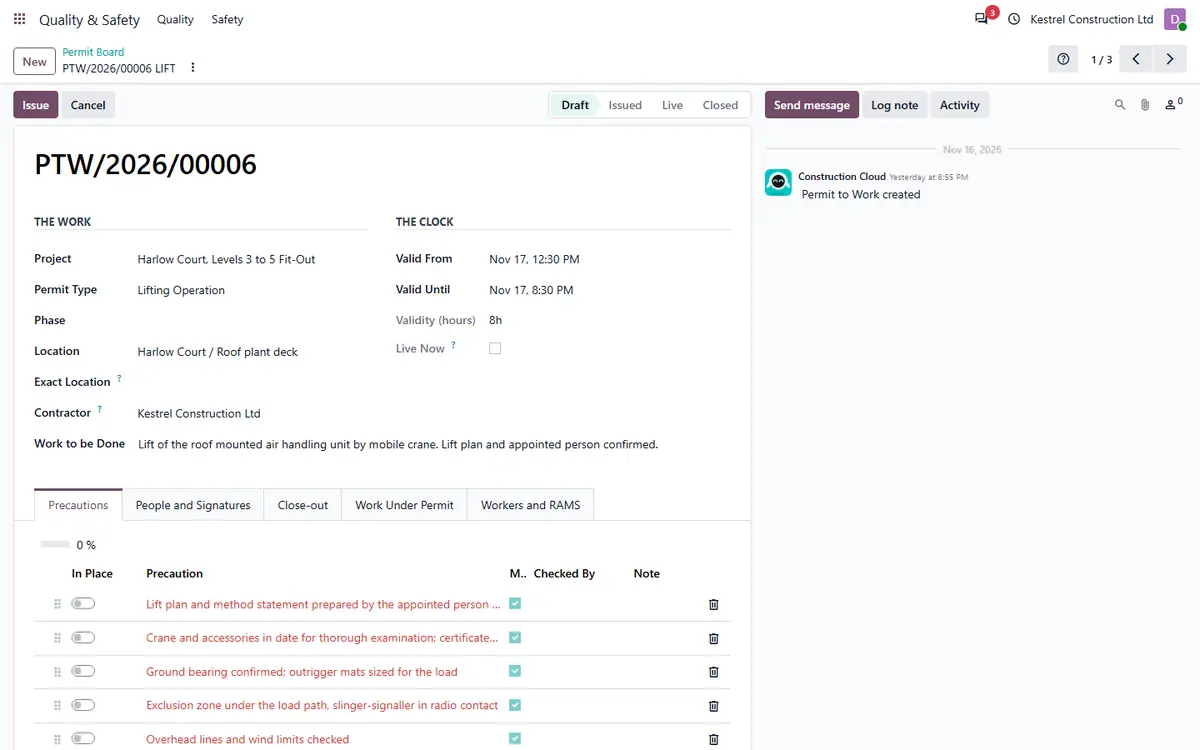 Quality & Safety Quality Safety 3 Kestrel Construction Ltd D
New Permit Board 1 / 3
PTW/2026/00006 LIFT
Issue Cancel Draft Issued Live Closed Send message Log note Activity 0
PTW/2026/00006
Nov 16, 2026
Construction Cloud Yesterday at 8:55 PM
Permit to Work created
THE WORK THE CLOCK
Project Harlow Court, Levels 3 to 5 Fit-Out Valid From Nov 17, 12:30 PM
Permit Type Lifting Operation Valid Until Nov 17, 8:30 PM
Phase Validity (hours) 8h
Location Harlow Court / Roof plant deck Live Now ?
Exact Location ?
Contractor ? Kestrel Construction Ltd
Work to be Done Lift of the roof mounted air handling unit by mobile crane. Lift plan and appointed person confirmed.
Precautions People and Signatures Close-out Work Under Permit Workers and RAMS
0 %
In Place Precaution M.. Checked By Note
Lift plan and method statement prepared by the appointed person ...
Crane and accessories in date for thorough examination; certificate...
Ground bearing confirmed; outrigger mats sized for the load
Exclusion zone under the load path, slinger-signaller in radio contact
Overhead lines and wind limits checked